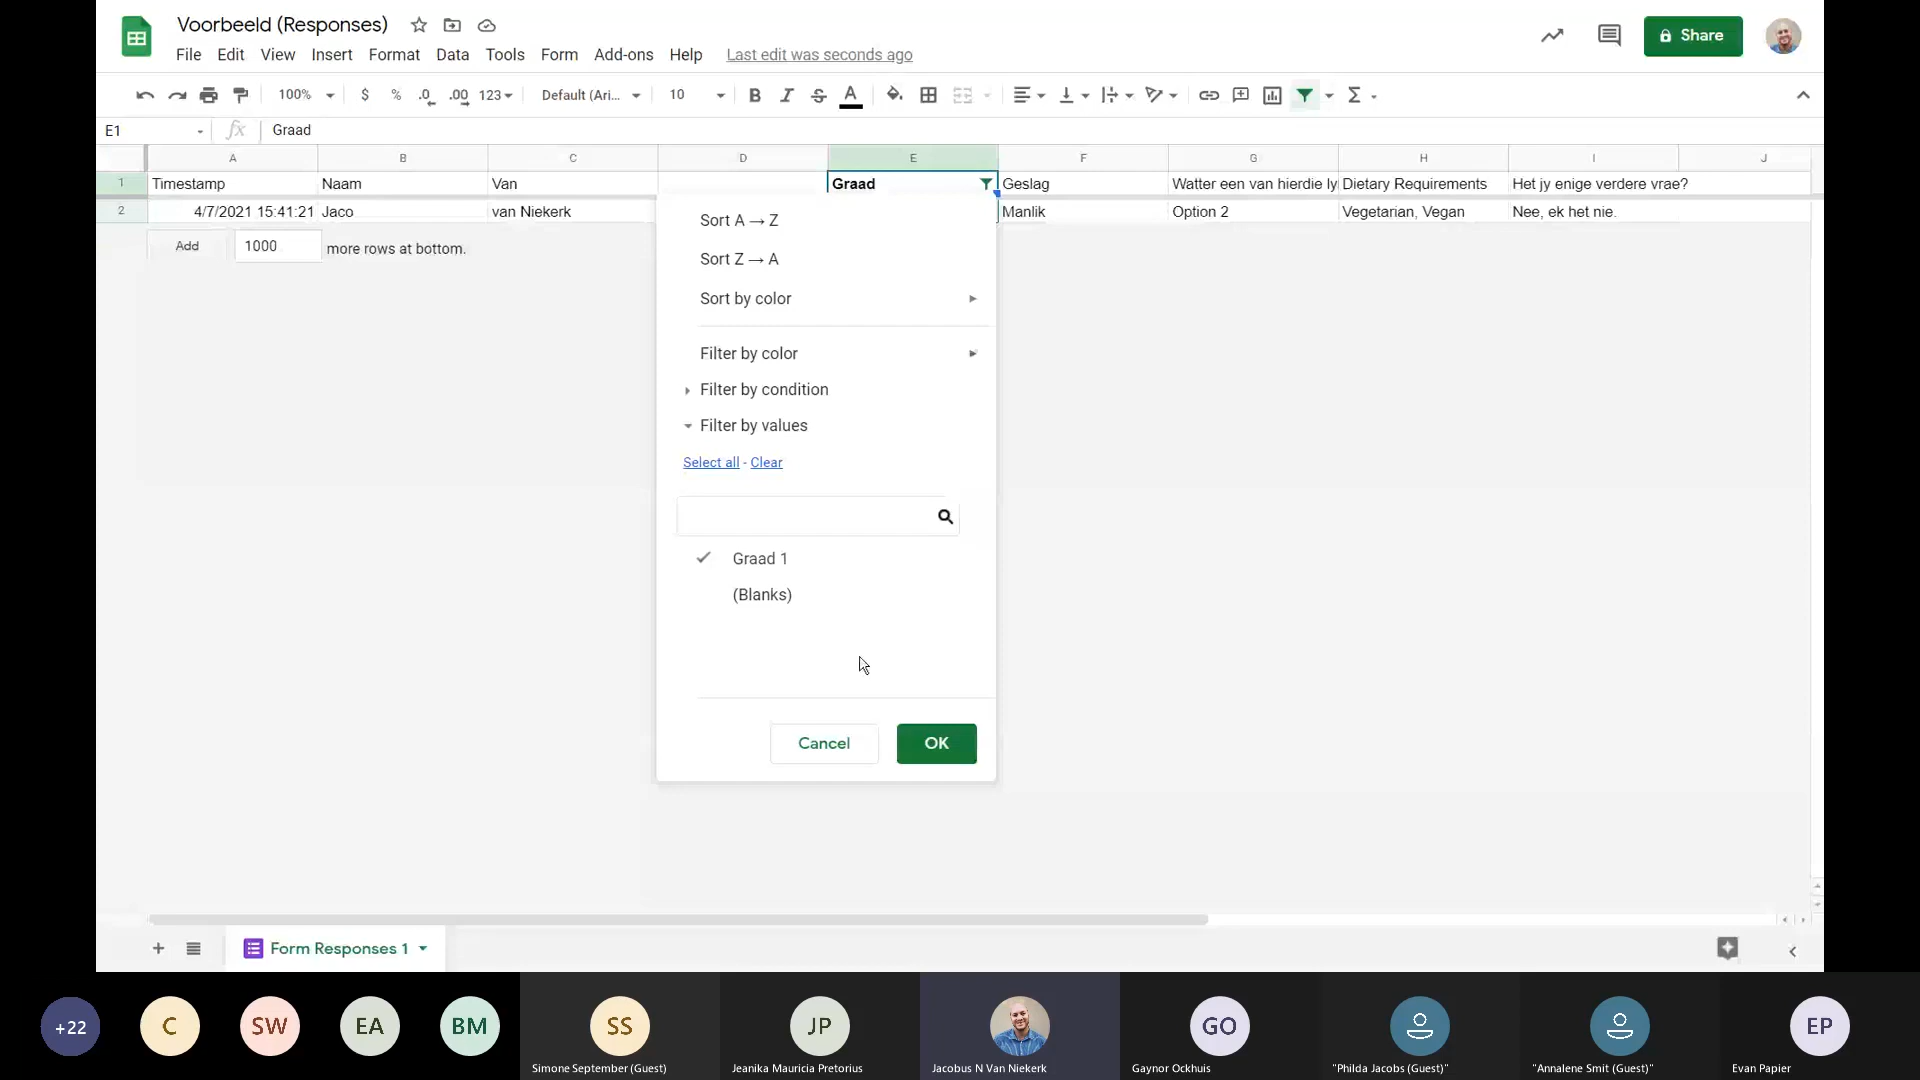 Voorbeeld (Responses)
File Edit View Insert Format Data Tools Form Add-ons Help Last edit was seconds ago
Share
100% $ % .0 .00 123 Default (Ari... 10 B I S A Σ
E1 fx Graad
A B C D E F G H I J
1 Timestamp Naam Van Graad Geslag Watter een van hierdie ly Dietary Requirements Het jy enige verdere vrae?
2 4/7/2021 15:41:21 Jaco van Niekerk Manlik Option 2 Vegetarian, Vegan Nee, ek het nie.
Add 1000 more rows at bottom.
Sort A → Z
Sort Z → A
Sort by color
Filter by color
Filter by condition
Filter by values
Select all - Clear
Graad 1
(Blanks)
Cancel OK
Form Responses 1
+22 C SW EA BM SS JP GO EP
Simone September (Guest) Jeanika Mauricia Pretorius Jacobus N Van Niekerk Gaynor Ockhuis "Philda Jacobs (Guest)" "Annalene Smit (Guest)" Evan Papier